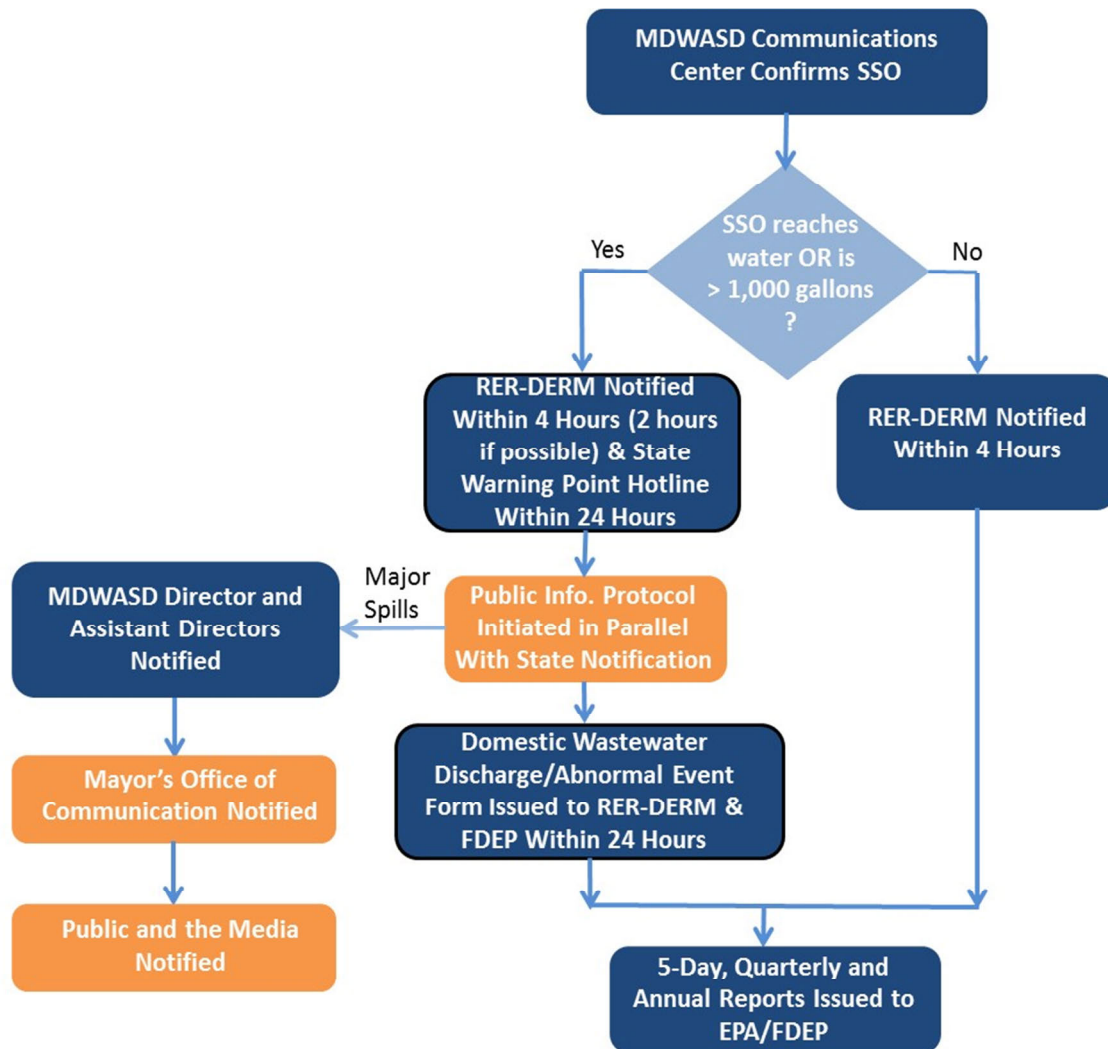 MDWASD Communications
Center Confirms SSO
SSO reaches
water OR is
> 1,000 gallons
?
Yes
No
RER-DERM Notified
Within 4 Hours (2 hours
if possible) & State
Warning Point Hotline
Within 24 Hours
RER-DERM Notified
Within 4 Hours
Public Info. Protocol
Initiated in Parallel
With State Notification
Major
Spills
MDWASD Director and
Assistant Directors
Notified
Mayor’s Office of
Communication Notified
Public and the Media
Notified
Domestic Wastewater
Discharge/Abnormal Event
Form Issued to RER-DERM &
FDEP Within 24 Hours
5-Day, Quarterly and
Annual Reports Issued to
EPA/FDEP